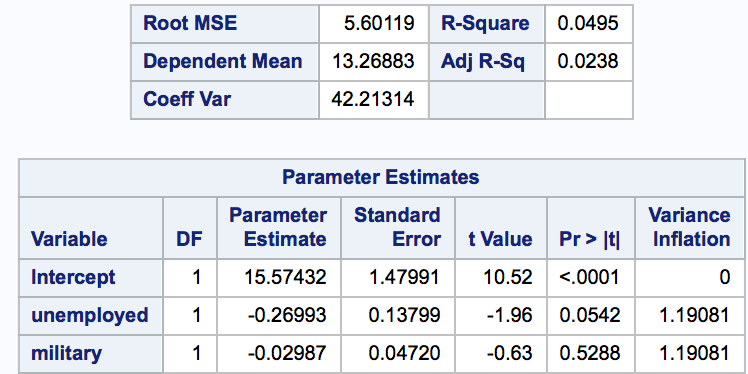 Root MSE 5.60119 R-Square 0.0495
Dependent Mean 13.26883 Adj R-Sq 0.0238
Coeff Var 42.21314
Parameter Estimates
Variable DF Parameter Estimate Standard Error t Value Pr > |t| Variance Inflation
Intercept 1 15.57432 1.47991 10.52 <.0001 0
unemployed 1 -0.26993 0.13799 -1.96 0.0542 1.19081
military 1 -0.02987 0.04720 -0.63 0.5288 1.19081